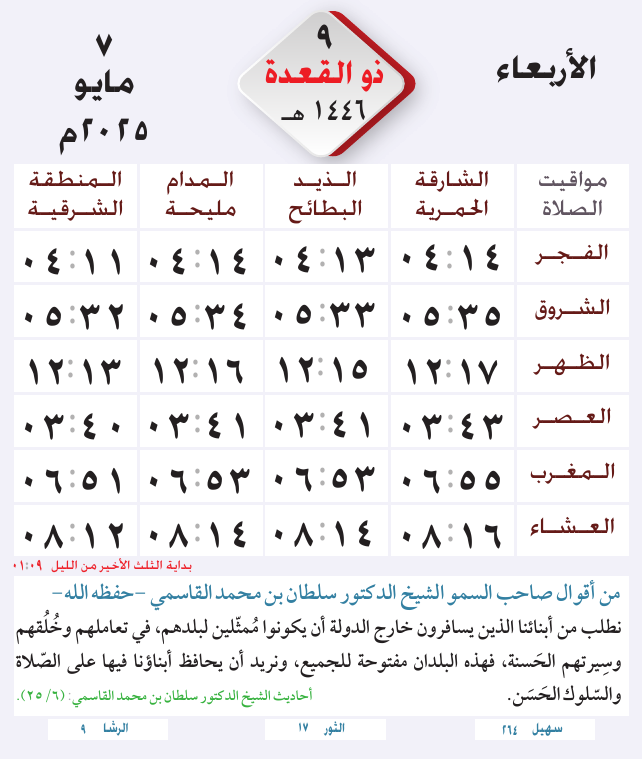 الأربعاء
٩
ذو القعدة
١٤٤٦ هـ
٧
مايو
٢٠٢٥م
مواقيت الصلاة | الشارقة الحمرية | الذيد البطائح | المدام مليحة | المنطقة الشرقية
الفجر ٠٤:١٤ ٠٤:١٣ ٠٤:١٤ ٠٤:١١
الشروق ٠٥:٣٥ ٠٥:٣٣ ٠٥:٣٤ ٠٥:٣٢
الظهر ١٢:١٧ ١٢:١٥ ١٢:١٦ ١٢:١٣
العصر ٠٣:٤٣ ٠٣:٤١ ٠٣:٤١ ٠٣:٤٠
المغرب ٠٦:٥٥ ٠٦:٥٣ ٠٦:٥٣ ٠٦:٥١
العشاء ٠٨:١٦ ٠٨:١٤ ٠٨:١٤ ٠٨:١٢
بداية الثلث الأخير من الليل ٠١:٠٩
من أقوال صاحب السمو الشيخ الدكتور سلطان بن محمد القاسمي -حفظه الله-
نطلب من أبنائنا الذين يسافرون خارج الدولة أن يكونوا مُمثّلين لبلدهم، في تعاملهم وخُلُقهم
وسِيرتهم الحَسنة، فهذه البلدان مفتوحة للجميع، ونريد أن يحافظ أبناؤنا فيها على الصّلاة
والسّلوك الحَسَن.
أحاديث الشيخ الدكتور سلطان بن محمد القاسمي: (٦/ ٢٥).
سهيل ٢٦٤
الثور ١٧
الرشا ٩